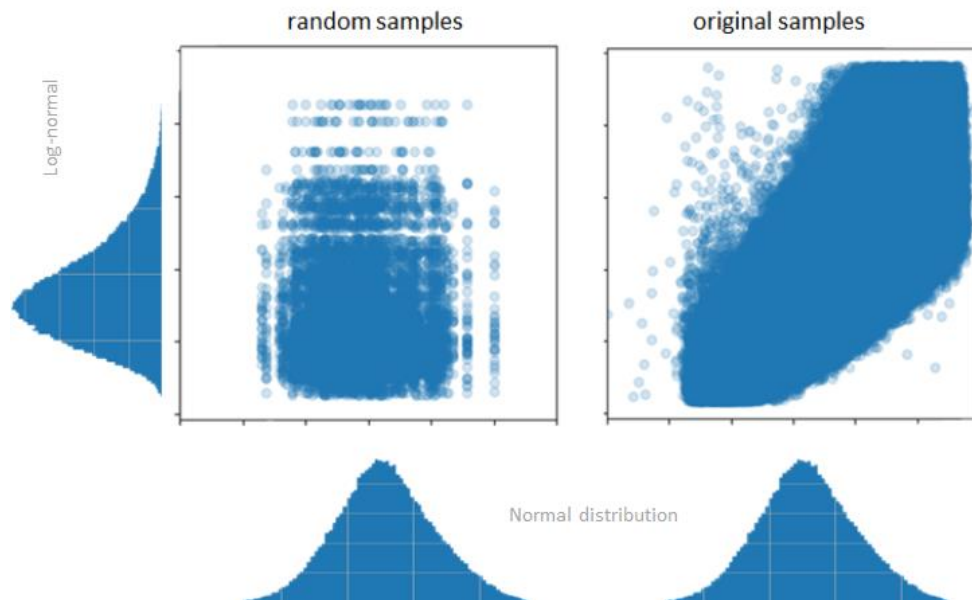 random samples
original samples
Log-normal
Normal distribution